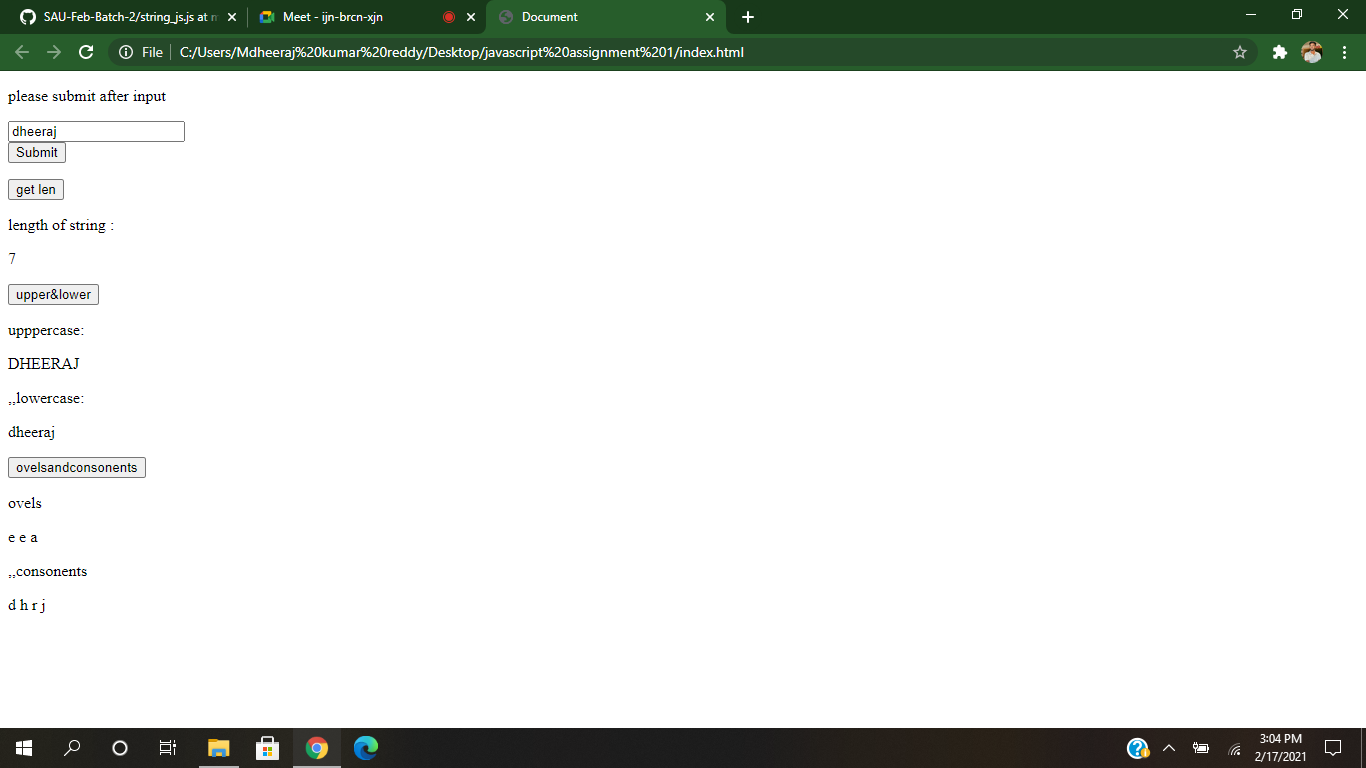 SAU-Feb-Batch-2/string_js.js at m
Meet - ijn-brcn-xjn
Document
File
C:/Users/Mdheeraj%20kumar%20reddy/Desktop/javascript%20assignment%201/index.html
please submit after input
dheeraj
Submit
get len
length of string :
7
upper&lower
upppercase:
DHEERAJ
,,lowercase:
dheeraj
ovelsandconsonents
ovels
e e a
,,consonents
d h r j
3:04 PM
2/17/2021